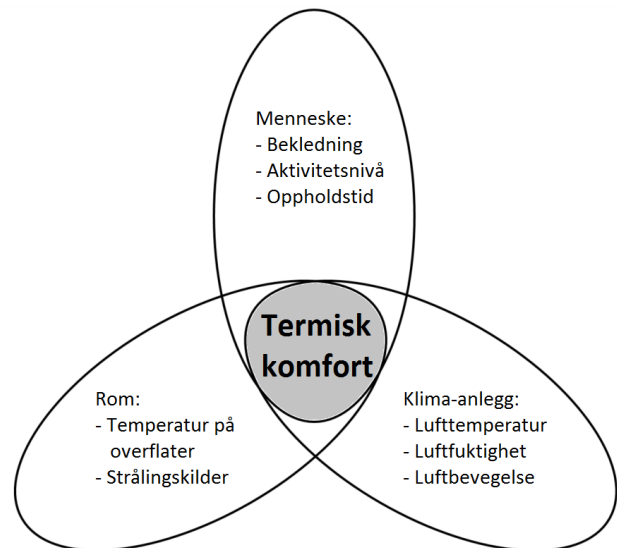 Menneske:
- Bekledning
- Aktivitetsnivå
- Oppholdstid
Termisk
komfort
Rom:
- Temperatur på
overflater
- Strålingskilder
Klima-anlegg:
- Lufttemperatur
- Luftfuktighet
- Luftbevegelse